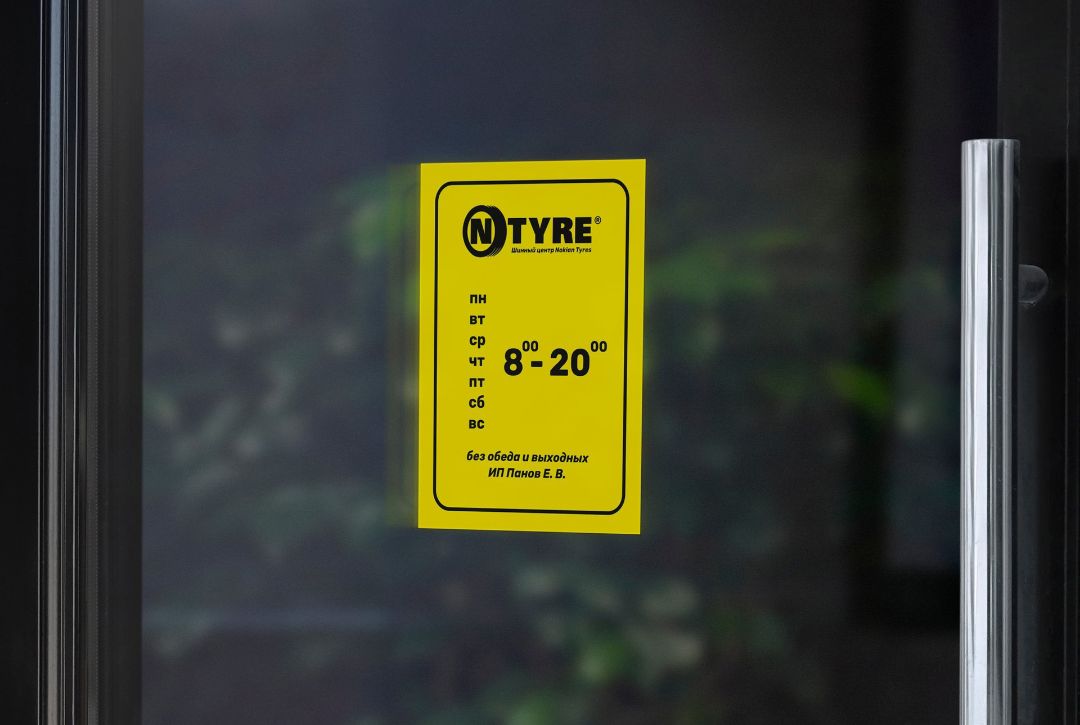 NTYRE®
Шинный центр Nokian Tyres
пн
вт
ср
чт
пт
сб
вс
8⁰⁰ - 20⁰⁰
без обеда и выходных
ИП Панов Е. В.